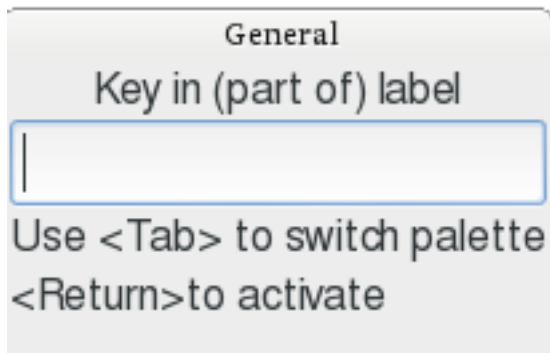 General
Key in (part of) label
Use <Tab> to switch palette
<Return>to activate